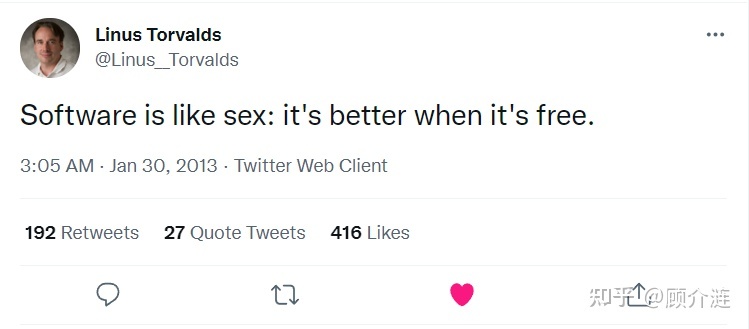 Linus Torvalds
@Linus__Torvalds
Software is like sex: it's better when it's free.
3:05 AM · Jan 30, 2013 · Twitter Web Client
192 Retweets 27 Quote Tweets 416 Likes
知乎 @顾介涟